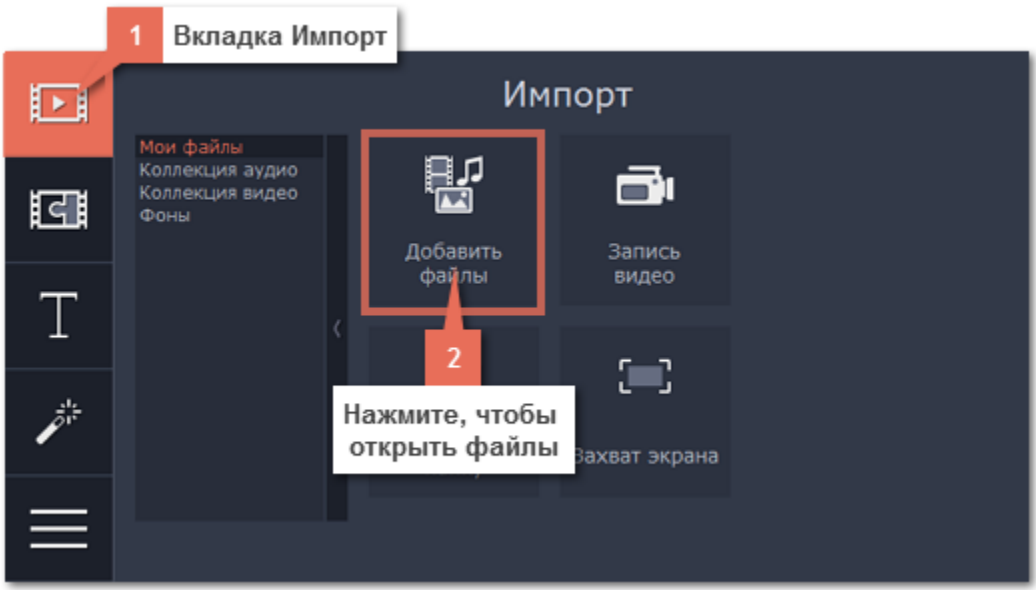 1 Вкладка Импорт
Импорт
Мои файлы
Коллекция аудио
Коллекция видео
Фоны
Добавить
файлы
Запись
видео
2
Нажмите, чтобы
открыть файлы
Захват экрана